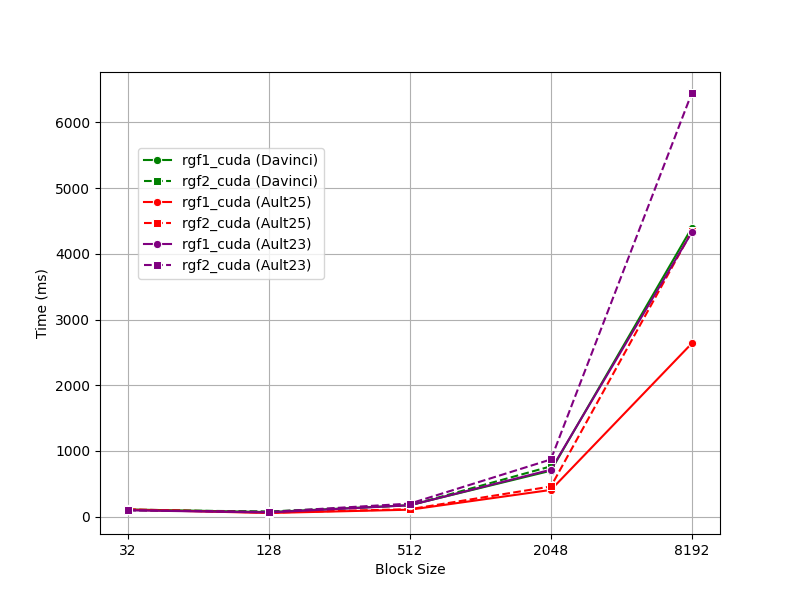 6000
5000
4000
3000
2000
1000
0
Time (ms)
rgf1_cuda (Davinci)
rgf2_cuda (Davinci)
rgf1_cuda (Ault25)
rgf2_cuda (Ault25)
rgf1_cuda (Ault23)
rgf2_cuda (Ault23)
32 128 512 2048 8192
Block Size